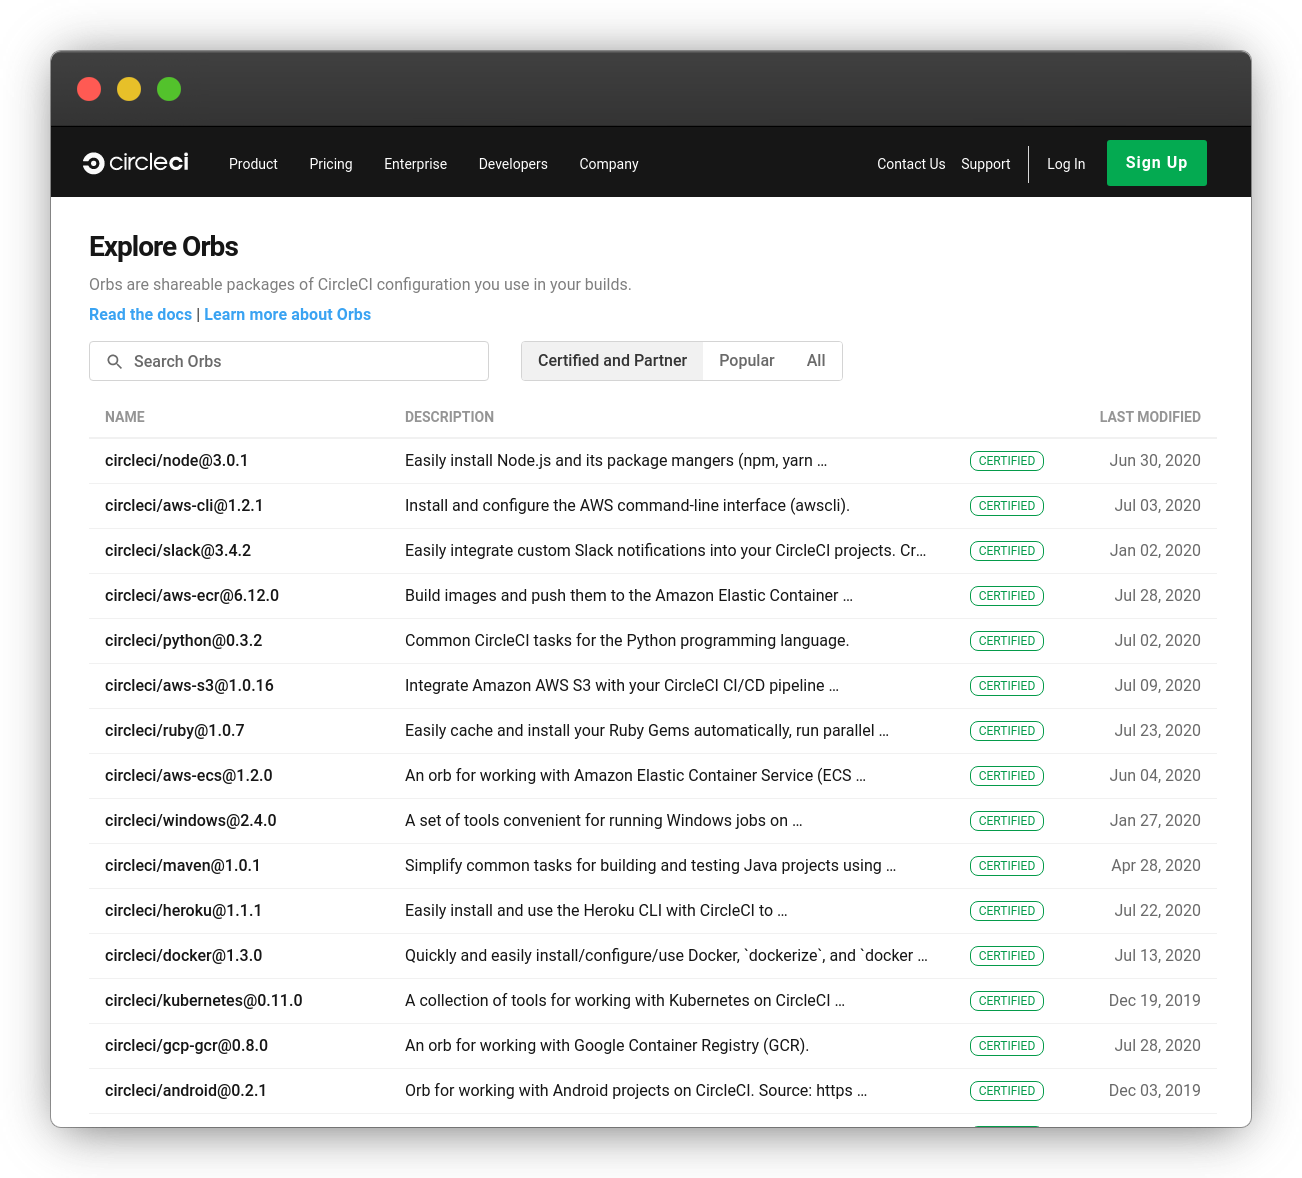 circleci Product Pricing Enterprise Developers Company Contact Us Support Log In Sign Up
Explore Orbs
Orbs are shareable packages of CircleCI configuration you use in your builds.
Read the docs | Learn more about Orbs
Search Orbs Certified and Partner Popular All
NAME DESCRIPTION LAST MODIFIED
circleci/node@3.0.1 Easily install Node.js and its package mangers (npm, yarn … CERTIFIED Jun 30, 2020
circleci/aws-cli@1.2.1 Install and configure the AWS command-line interface (awscli). CERTIFIED Jul 03, 2020
circleci/slack@3.4.2 Easily integrate custom Slack notifications into your CircleCI projects. Cr… CERTIFIED Jan 02, 2020
circleci/aws-ecr@6.12.0 Build images and push them to the Amazon Elastic Container … CERTIFIED Jul 28, 2020
circleci/python@0.3.2 Common CircleCI tasks for the Python programming language. CERTIFIED Jul 02, 2020
circleci/aws-s3@1.0.16 Integrate Amazon AWS S3 with your CircleCI CI/CD pipeline … CERTIFIED Jul 09, 2020
circleci/ruby@1.0.7 Easily cache and install your Ruby Gems automatically, run parallel … CERTIFIED Jul 23, 2020
circleci/aws-ecs@1.2.0 An orb for working with Amazon Elastic Container Service (ECS … CERTIFIED Jun 04, 2020
circleci/windows@2.4.0 A set of tools convenient for running Windows jobs on … CERTIFIED Jan 27, 2020
circleci/maven@1.0.1 Simplify common tasks for building and testing Java projects using … CERTIFIED Apr 28, 2020
circleci/heroku@1.1.1 Easily install and use the Heroku CLI with CircleCI to … CERTIFIED Jul 22, 2020
circleci/docker@1.3.0 Quickly and easily install/configure/use Docker, `dockerize`, and `docker … CERTIFIED Jul 13, 2020
circleci/kubernetes@0.11.0 A collection of tools for working with Kubernetes on CircleCI … CERTIFIED Dec 19, 2019
circleci/gcp-gcr@0.8.0 An orb for working with Google Container Registry (GCR). CERTIFIED Jul 28, 2020
circleci/android@0.2.1 Orb for working with Android projects on CircleCI. Source: https … CERTIFIED Dec 03, 2019